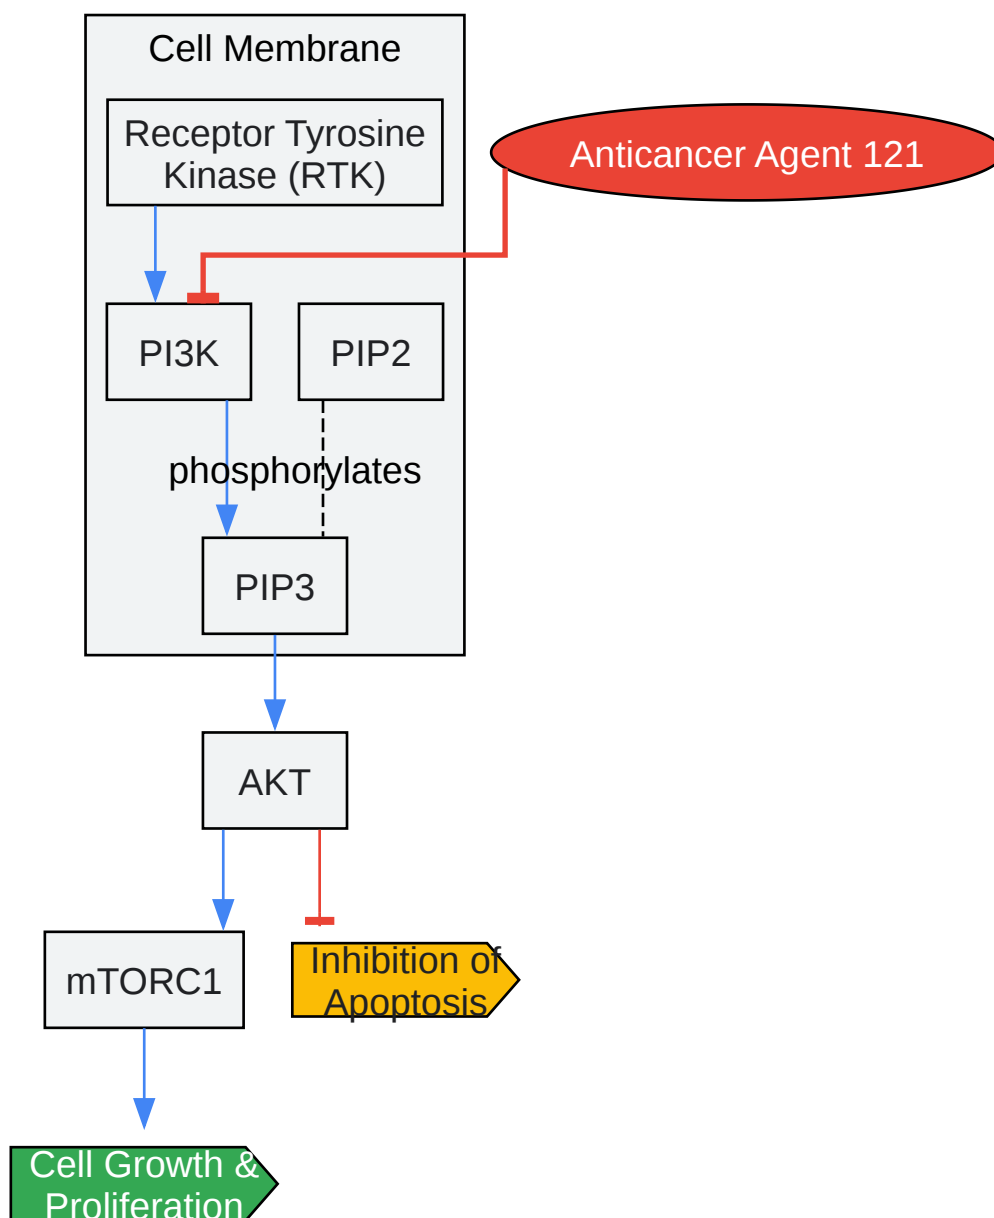 Cell Membrane
Receptor Tyrosine
Kinase (RTK)
Anticancer Agent 121
PI3K
PIP2
phosphorylates
PIP3
AKT
mTORC1
Inhibition of
Apoptosis
Cell Growth &
Proliferation